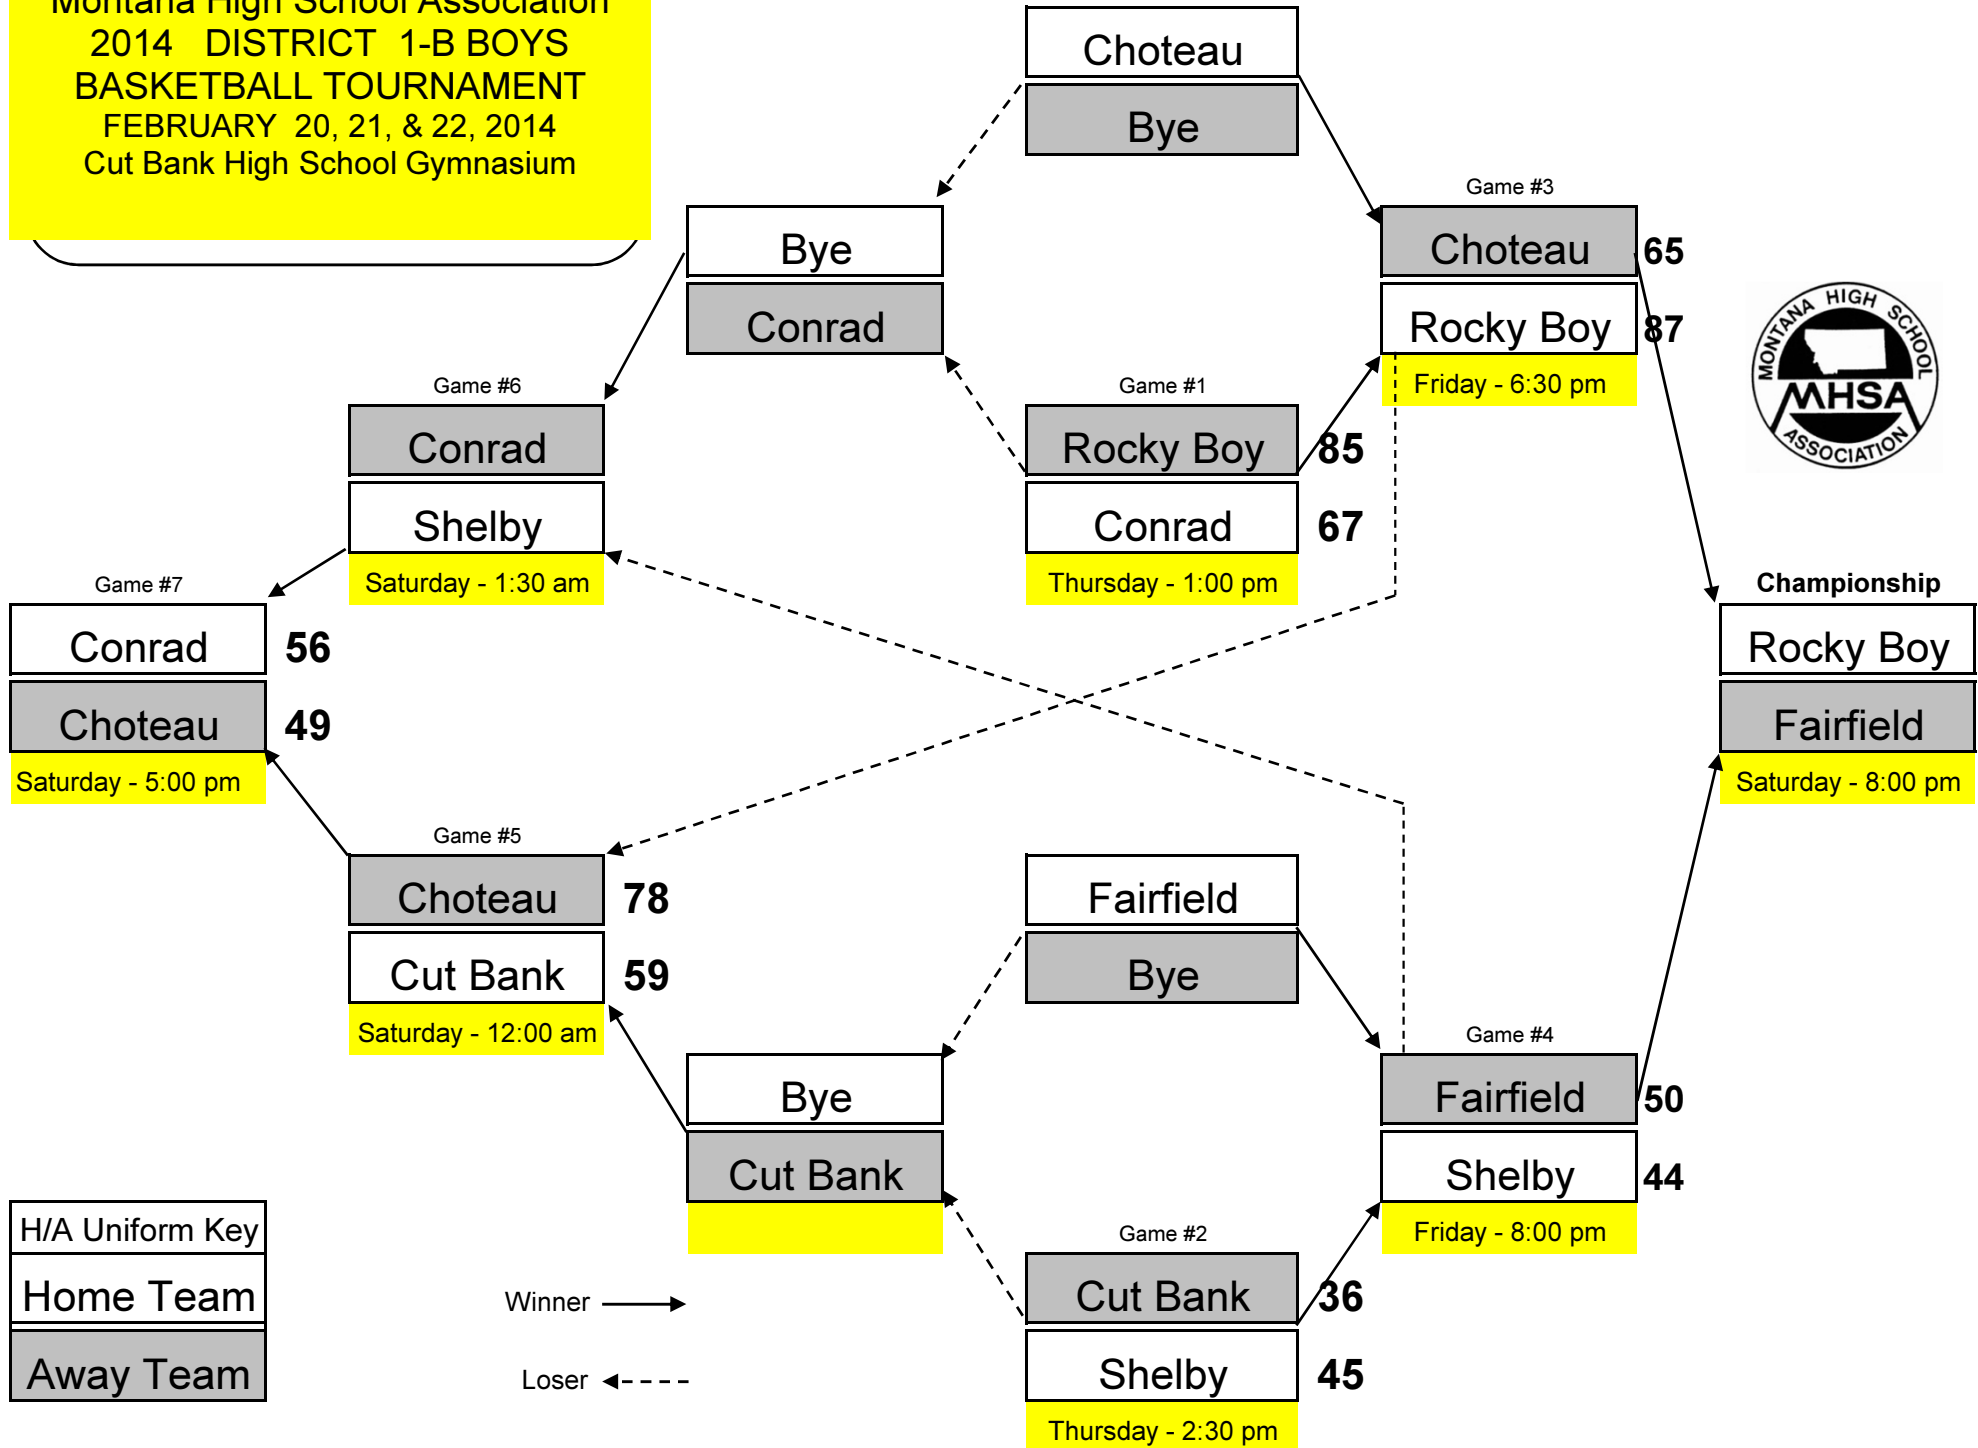 Montana High School Association
2014 DISTRICT 1-B BOYS
BASKETBALL TOURNAMENT
FEBRUARY 20, 21, & 22, 2014
Cut Bank High School Gymnasium
Choteau
Bye
Game #3
Choteau 65
Rocky Boy 87
Friday - 6:30 pm
Bye
Conrad
MONTANA HIGH SCHOOL
MHSA
ASSOCIATION
Game #6
Conrad
Shelby
Saturday - 1:30 am
Game #1
Rocky Boy 85
Conrad 67
Thursday - 1:00 pm
Game #7
Conrad 56
Choteau 49
Saturday - 5:00 pm
Championship
Rocky Boy
Fairfield
Saturday - 8:00 pm
Game #5
Choteau 78
Cut Bank 59
Saturday - 12:00 am
Fairfield
Bye
Bye
Cut Bank
Game #4
Fairfield 50
Shelby 44
Friday - 8:00 pm
Game #2
Cut Bank 36
Shelby 45
Thursday - 2:30 pm
H/A Uniform Key
Home Team
Away Team
Winner
Loser